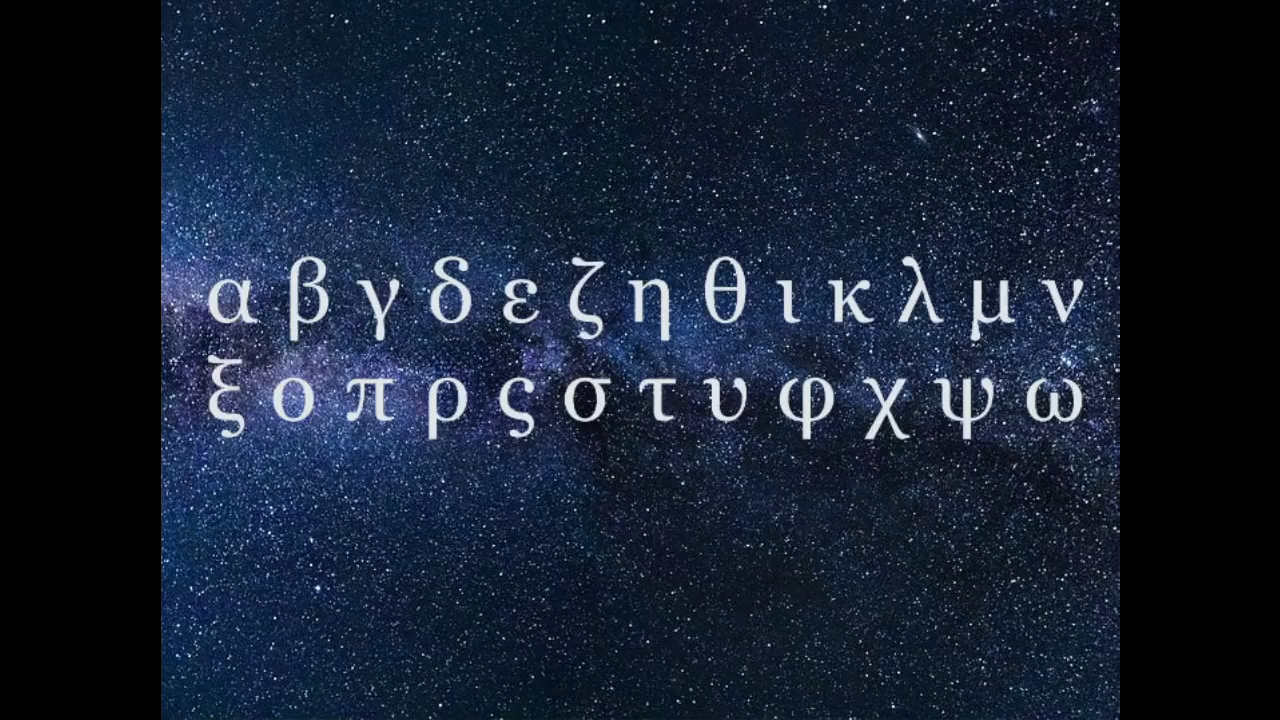 α β γ δ ε ζ η θ ι κ λ μ ν
ξ ο π ρ ς σ τ υ φ χ ψ ω